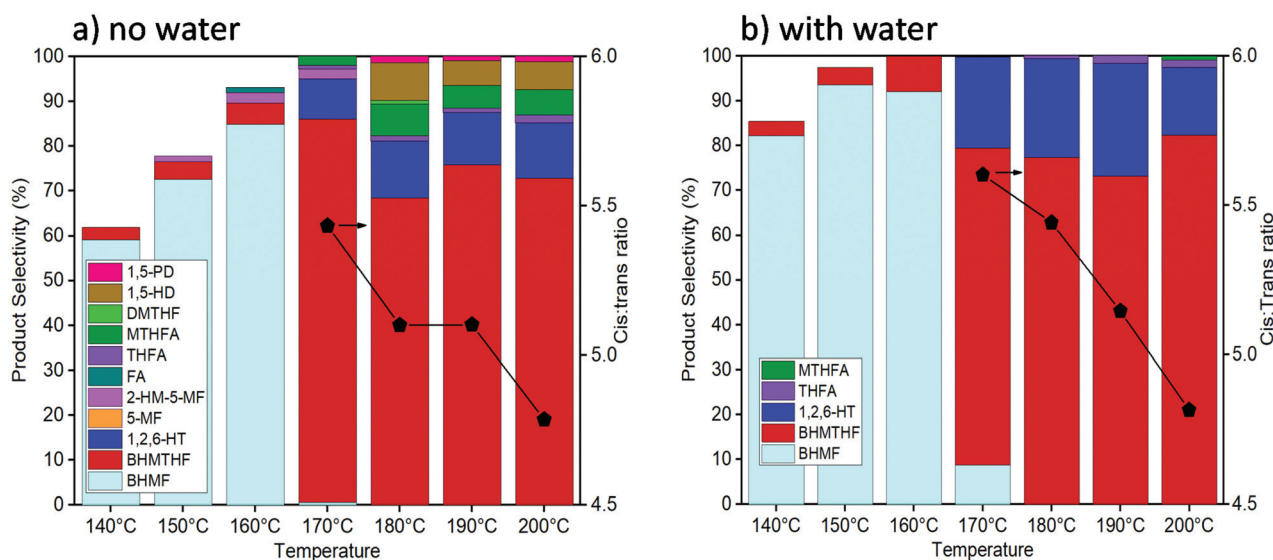 a) no water
Product Selectivity (%)
100
90
80
70
60
50
40
30
20
10
0
1,5-PD
1,5-HD
DMTHF
MTHFA
THFA
FA
2-HM-5-MF
5-MF
1,2,6-HT
BHMTHF
BHMF
6.0
5.5
5.0
4.5
Cis:trans ratio
140°C 150°C 160°C 170°C 180°C 190°C 200°C
Temperature
b) with water
Product Selectivity (%)
100
90
80
70
60
50
40
30
20
10
0
MTHFA
THFA
1,2,6-HT
BHMTHF
BHMF
6.0
5.5
5.0
4.5
Cis:Trans ratio
140°C 150°C 160°C 170°C 180°C 190°C 200°C
Temperature